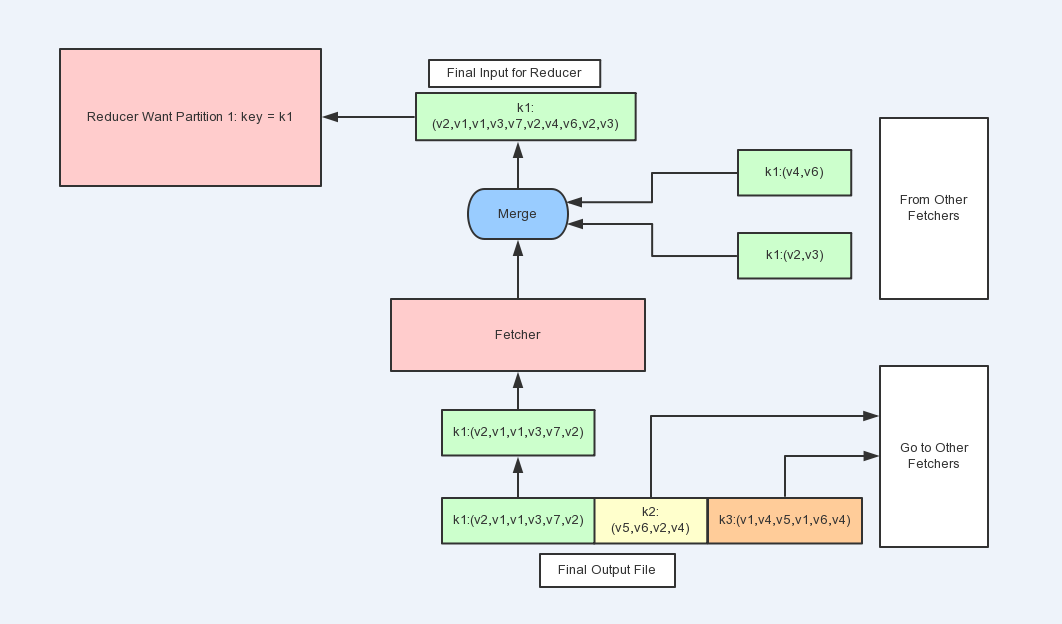 Final Input for Reducer
k1:
(v2,v1,v1,v3,v7,v2,v4,v6,v2,v3)
Reducer Want Partition 1: key = k1
k1:(v4,v6)
From Other
Fetchers
Merge
k1:(v2,v3)
Fetcher
k1:(v2,v1,v1,v3,v7,v2)
Go to Other
Fetchers
k1:(v2,v1,v1,v3,v7,v2)
k2:
(v5,v6,v2,v4)
k3:(v1,v4,v5,v1,v6,v4)
Final Output File